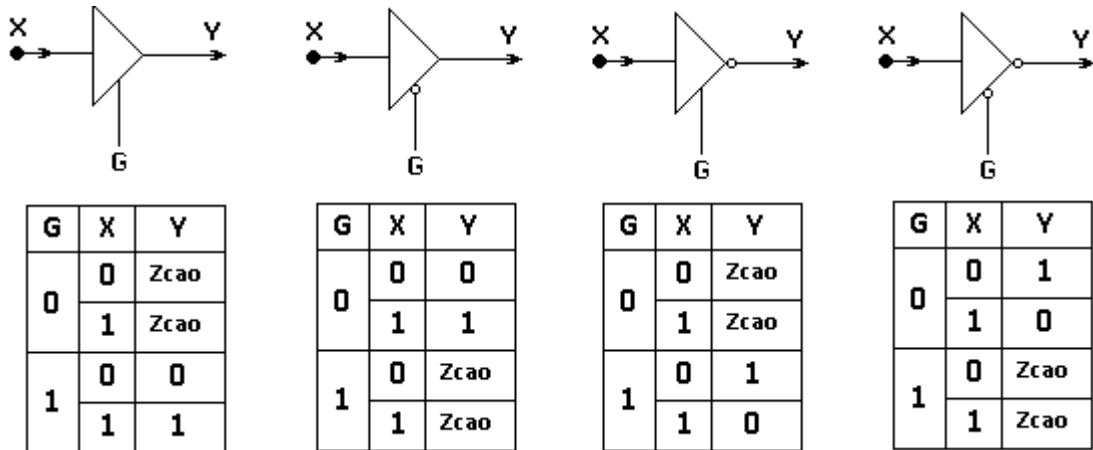 X Y X Y X Y X Y
G G G G
G X Y G X Y G X Y G X Y
0 0 Zcao 0 0 0 0 0 Zcao 0 0 1
1 Zcao 1 1 1 Zcao 1 0
1 0 0 1 0 Zcao 1 0 1 1 0 Zcao
1 1 1 Zcao 1 0 1 Zcao